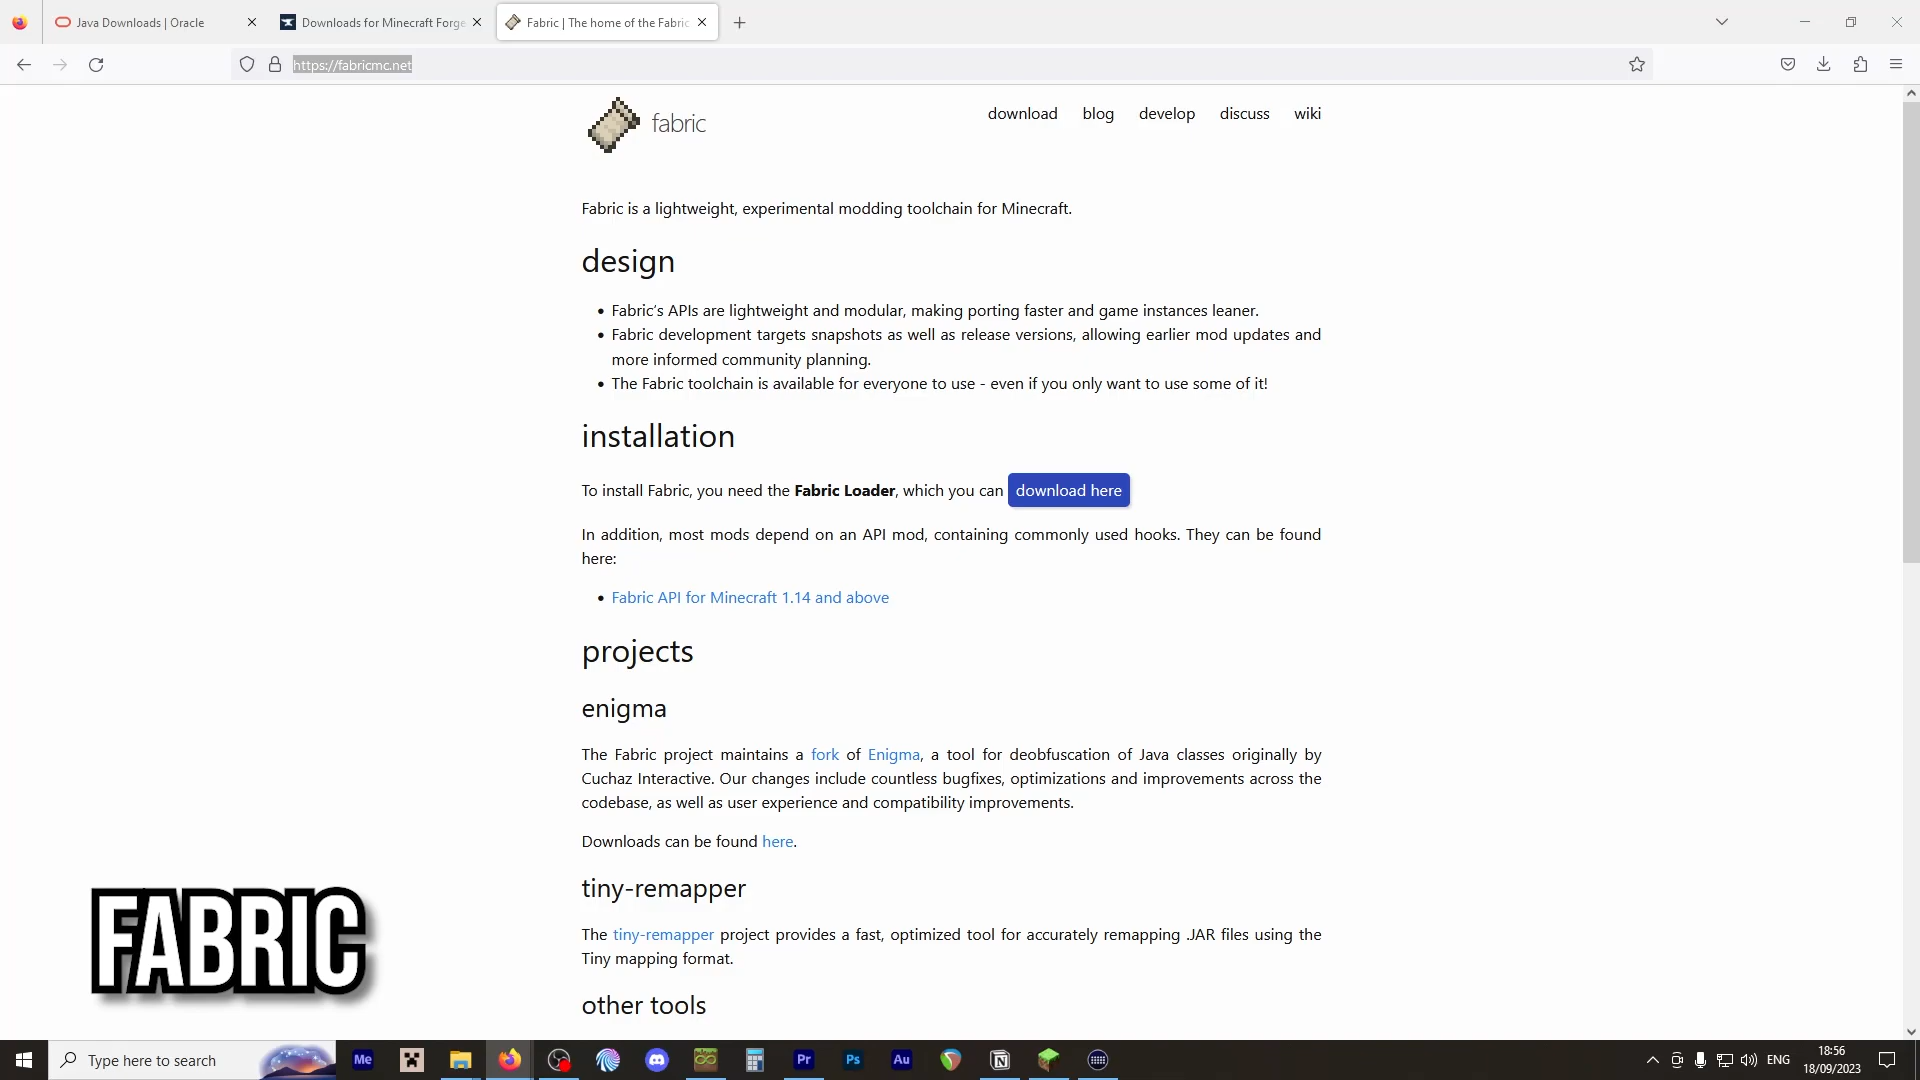 Java Downloads | Oracle
Downloads for Minecraft Forge
Fabric | The home of the Fabric
https://fabricmc.net
fabric
download blog develop discuss wiki
Fabric is a lightweight, experimental modding toolchain for Minecraft.
design
Fabric's APIs are lightweight and modular, making porting faster and game instances leaner.
Fabric development targets snapshots as well as release versions, allowing earlier mod updates and
more informed community planning.
The Fabric toolchain is available for everyone to use - even if you only want to use some of it!
installation
To install Fabric, you need the Fabric Loader, which you can download here
In addition, most mods depend on an API mod, containing commonly used hooks. They can be found
here:
Fabric API for Minecraft 1.14 and above
projects
enigma
The Fabric project maintains a fork of Enigma, a tool for deobfuscation of Java classes originally by
Cuchaz Interactive. Our changes include countless bugfixes, optimizations and improvements across the
codebase, as well as user experience and compatibility improvements.
Downloads can be found here.
tiny-remapper
The tiny-remapper project provides a fast, optimized tool for accurately remapping .JAR files using the
Tiny mapping format.
other tools
FABRIC
Type here to search
Me
Pr
Ps
Au
ENG
18:56
18/09/2023